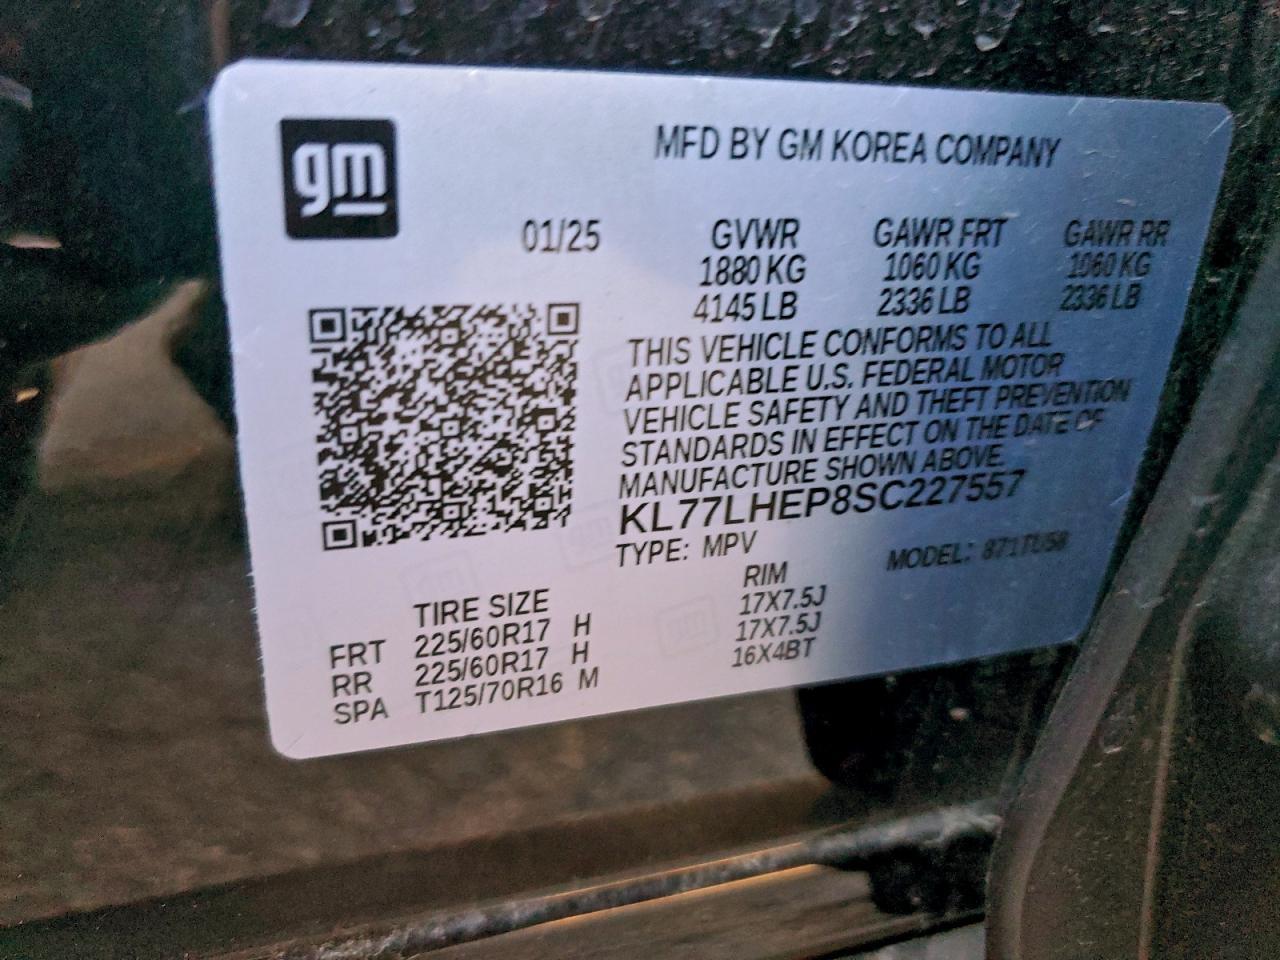 gm
MFD BY GM KOREA COMPANY
01/25 GVWR GAWR FRT GAWR RR
1880 KG 1060 KG 1060 KG
4145 LB 2336 LB 2336 LB
THIS VEHICLE CONFORMS TO ALL
APPLICABLE U.S. FEDERAL MOTOR
VEHICLE SAFETY AND THEFT PREVENTION
STANDARDS IN EFFECT ON THE DATE OF
MANUFACTURE SHOWN ABOVE.
KL77LHEP8SC227557
TYPE: MPV MODEL: 871TU58
TIRE SIZE RIM
FRT 225/60R17 H 17X7.5J
RR 225/60R17 H 17X7.5J
SPA T125/70R16 M 16X4BT